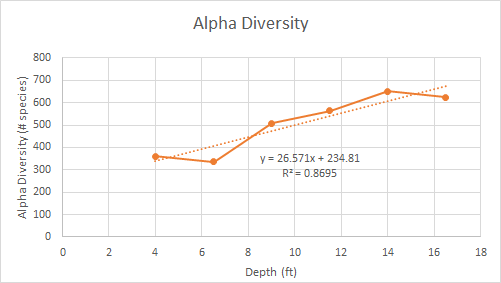 Alpha Diversity
Alpha Diversity (# species)
800
700
600
500
400
300
200
100
0
y = 26.571x + 234.81
R² = 0.8695
0 2 4 6 8 10 12 14 16 18
Depth (ft)